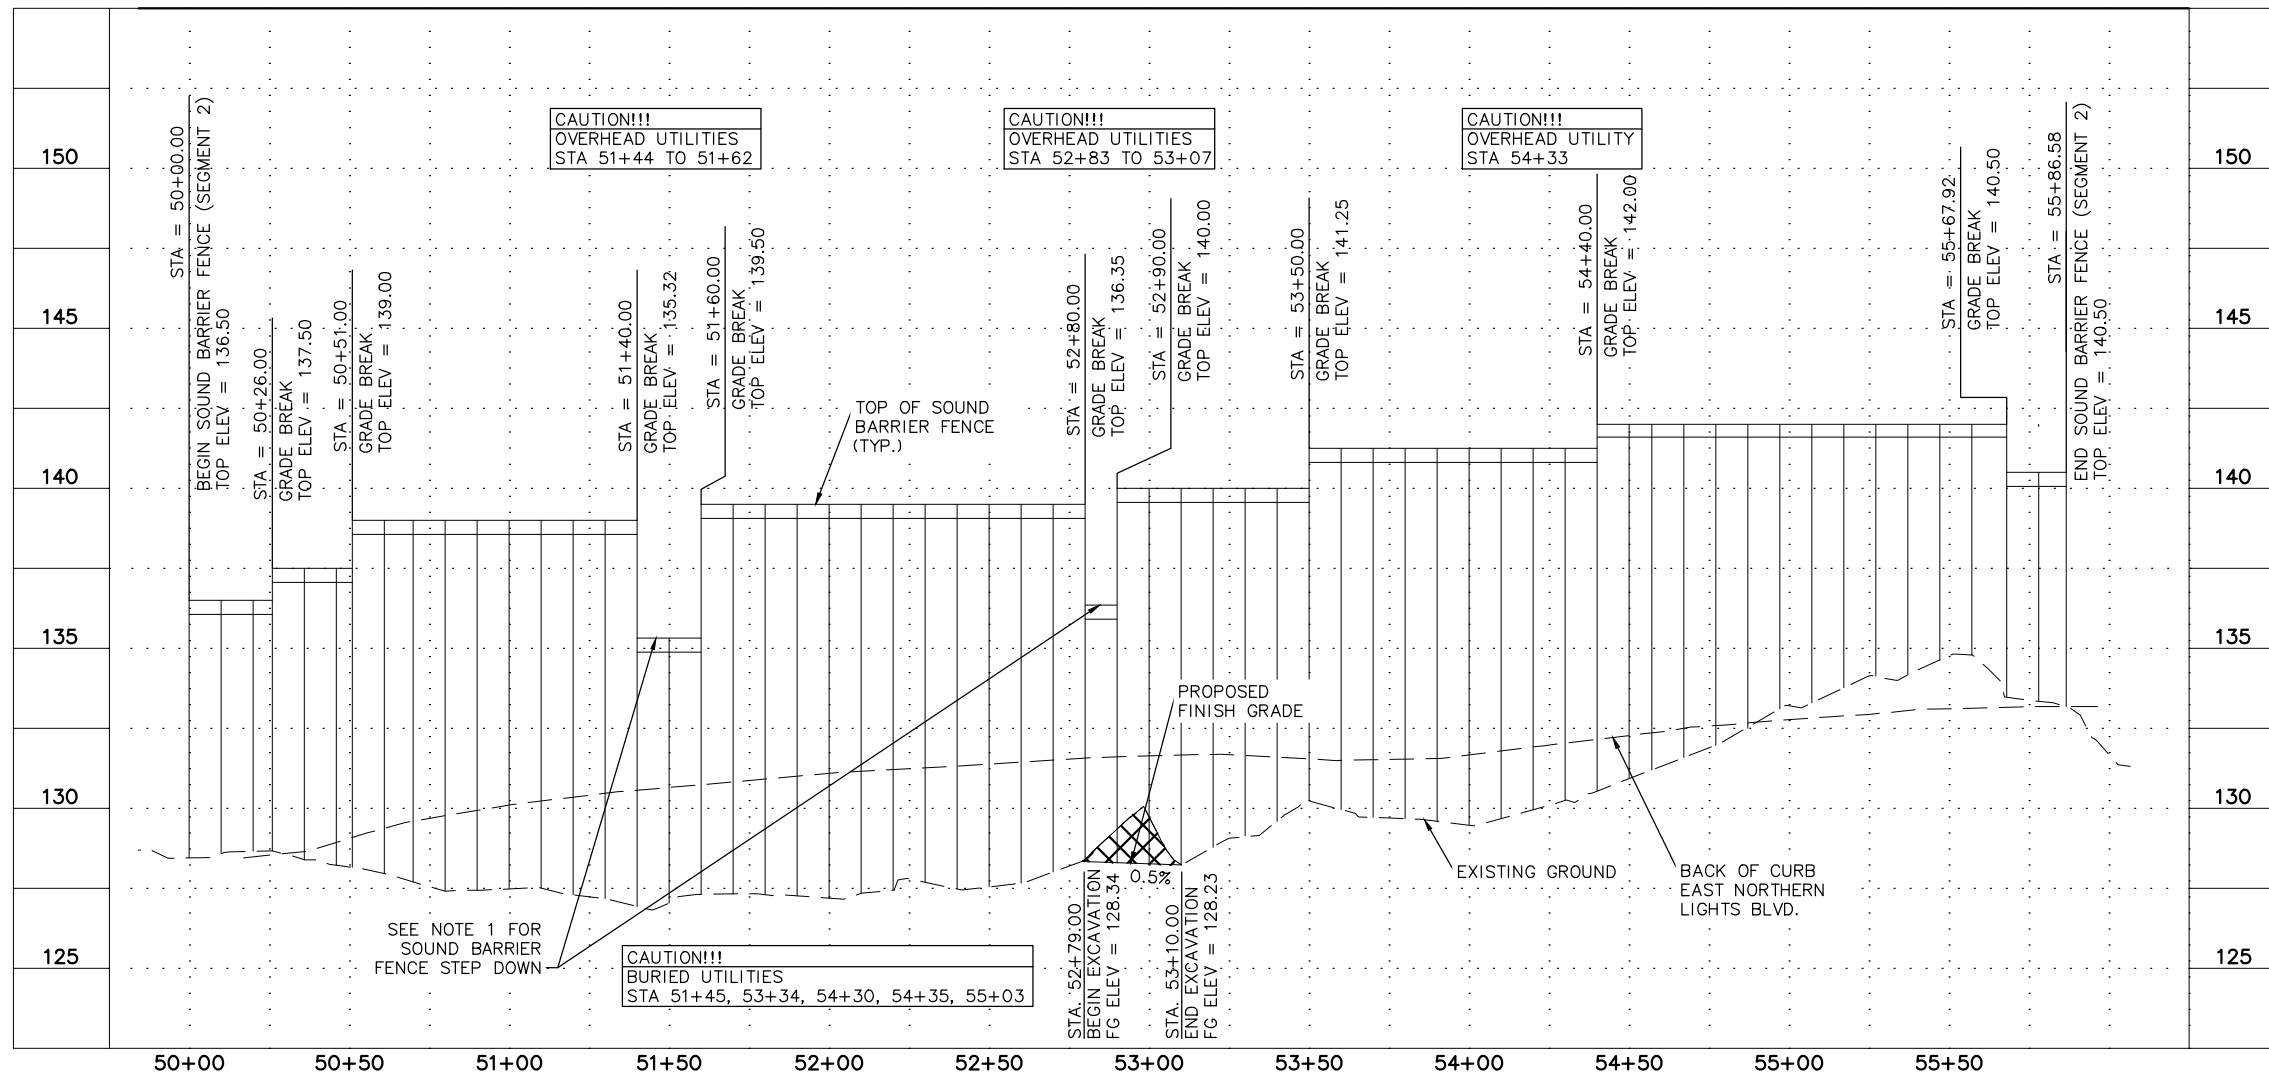 CAUTION!!!
OVERHEAD UTILITIES
STA 51+44 TO 51+62
CAUTION!!!
OVERHEAD UTILITIES
STA 52+83 TO 53+07
CAUTION!!!
OVERHEAD UTILITY
STA 54+33
150
145
140
135
130
125
150
145
140
135
130
125
STA = 50+00.00
BEGIN SOUND BARRIER FENCE (SEGMENT 2)
TOP ELEV = 136.50
STA = 50+26.00
GRADE BREAK
TOP ELEV = 137.50
STA = 50+51.00
GRADE BREAK
TOP ELEV = 139.00
STA = 51+40.00
GRADE BREAK
TOP ELEV = 135.32
STA = 51+60.00
GRADE BREAK
TOP ELEV = 139.50
STA = 52+80.00
GRADE BREAK
TOP ELEV = 136.35
STA = 52+90.00
GRADE BREAK
TOP ELEV = 140.00
STA = 53+50.00
GRADE BREAK
TOP ELEV = 141.25
STA = 54+40.00
GRADE BREAK
TOP ELEV = 142.00
STA = 55+67.92
GRADE BREAK
TOP ELEV = 140.50
STA = 55+86.58
END SOUND BARRIER FENCE (SEGMENT 2)
TOP ELEV = 140.50
TOP OF SOUND
BARRIER FENCE
(TYP.)
PROPOSED
FINISH GRADE
0.5%
EXISTING GROUND
BACK OF CURB
EAST NORTHERN
LIGHTS BLVD.
SEE NOTE 1 FOR
SOUND BARRIER
FENCE STEP DOWN
CAUTION!!!
BURIED UTILITIES
STA 51+45, 53+34, 54+30, 54+35, 55+03
STA. 52+79.00
BEGIN EXCAVATION
FG ELEV = 128.34
STA. 53+10.00
END EXCAVATION
FG ELEV = 128.23
50+00
50+50
51+00
51+50
52+00
52+50
53+00
53+50
54+00
54+50
55+00
55+50